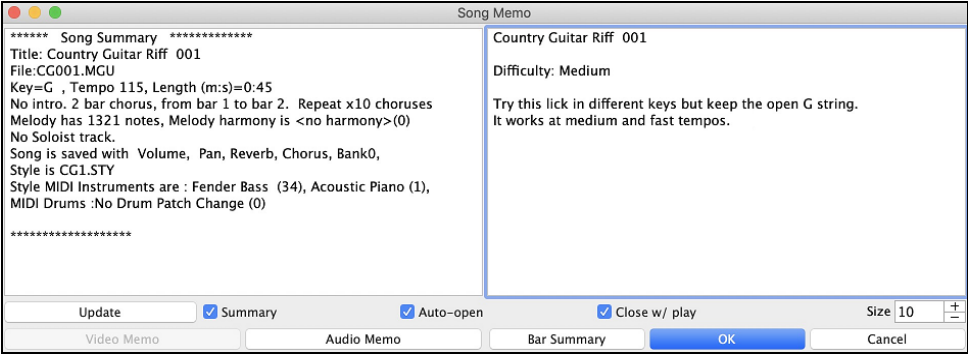 Song Memo
****** Song Summary *************
Title: Country Guitar Riff 001
File:CG001.MGU
Key=G , Tempo 115, Length (m:s)=0:45
No intro. 2 bar chorus, from bar 1 to bar 2. Repeat x10 choruses
Melody has 1321 notes, Melody harmony is <no harmony>(0)
No Soloist track.
Song is saved with Volume, Pan, Reverb, Chorus, Bank0,
Style is CG1.STY
Style MIDI Instruments are : Fender Bass (34), Acoustic Piano (1),
MIDI Drums :No Drum Patch Change (0)
*******************
Country Guitar Riff 001
Difficulty: Medium
Try this lick in different keys but keep the open G string.
It works at medium and fast tempos.
Update Summary Auto-open Close w/ play Size 10 + −
Video Memo Audio Memo Bar Summary OK Cancel